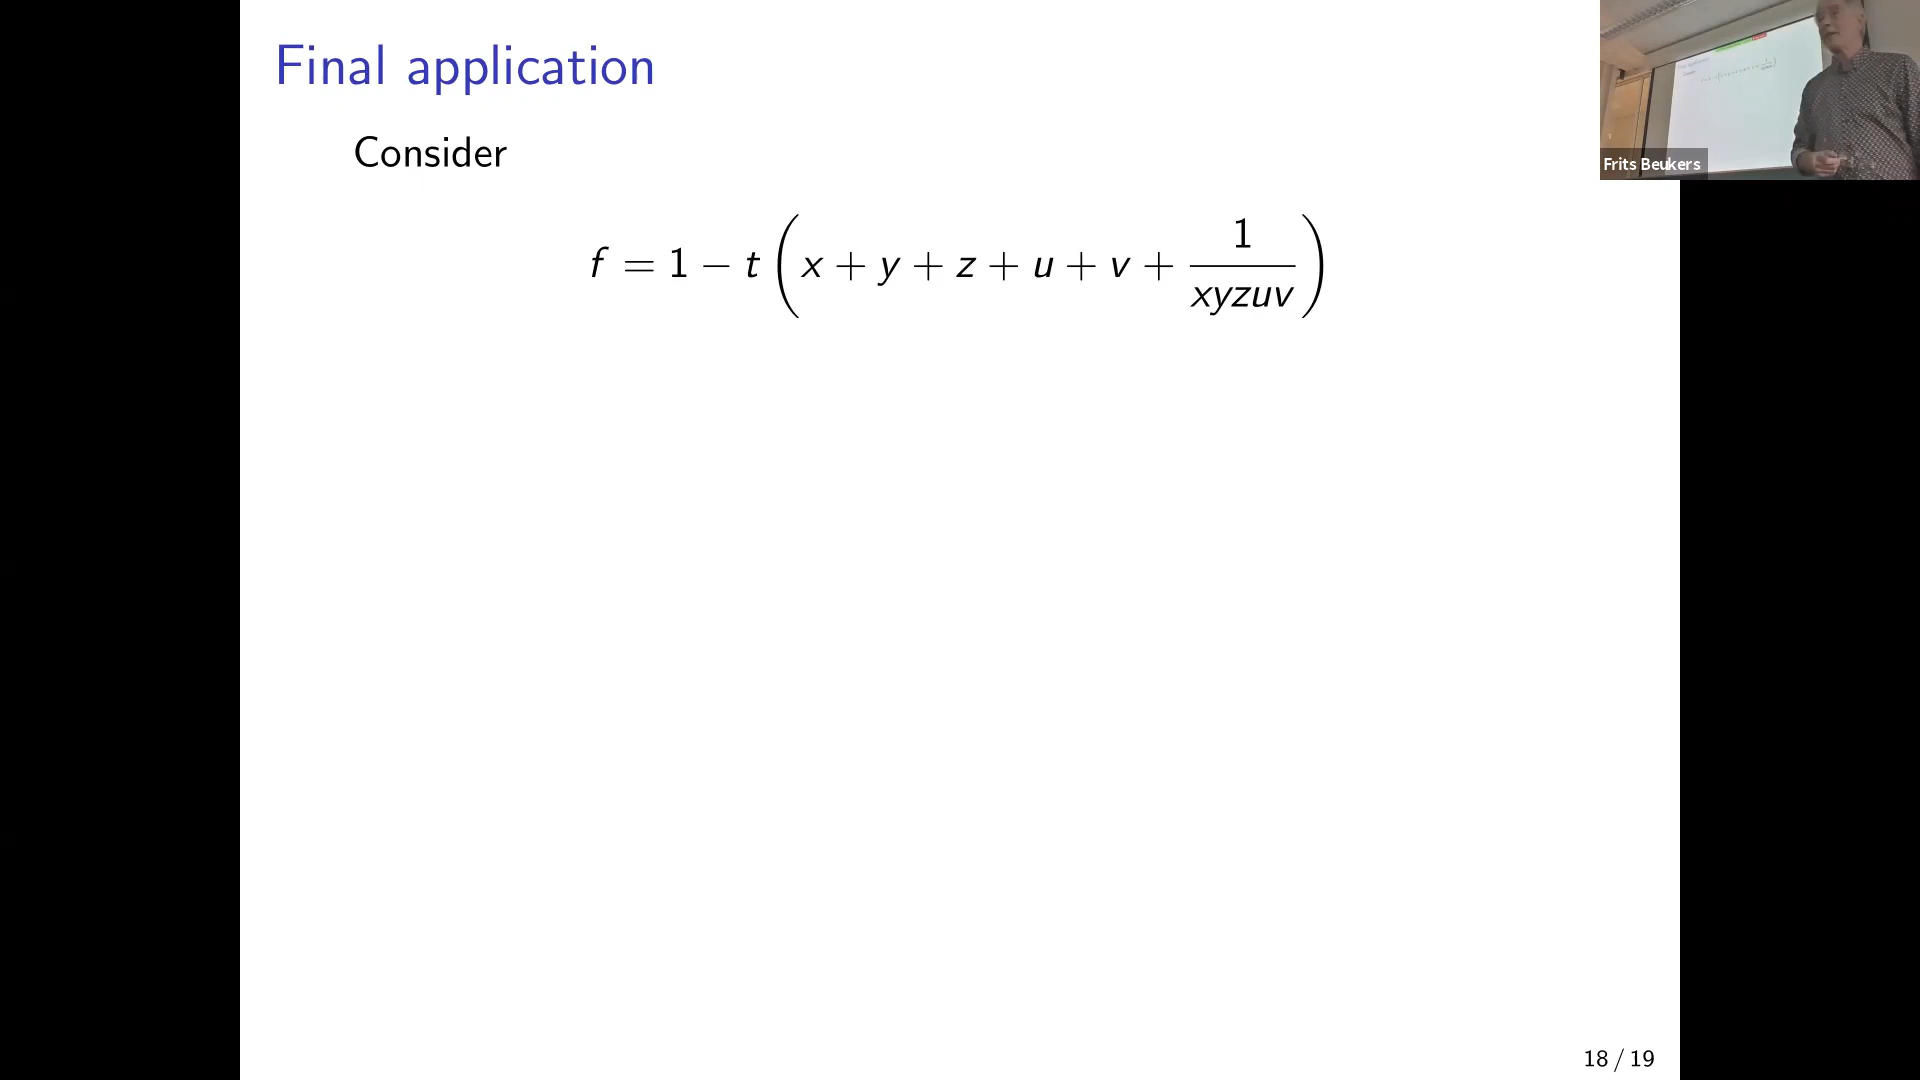 Final application
Consider
f = 1 − t ( x + y + z + u + v + 1/xyzuv )
Frits Beukers
18 / 19